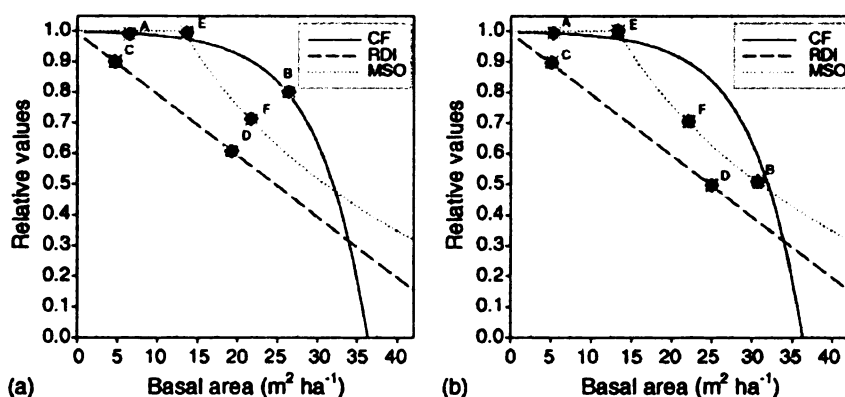 1.0
0.9
0.8
0.7
0.6
0.5
0.4
0.3
0.2
0.1
0.0
Relative values
A
E
C
B
F
D
CF
RDI
MSO
0 5 10 15 20 25 30 35 40
(a) Basal area (m² ha⁻¹)
1.0
0.9
0.8
0.7
0.6
0.5
0.4
0.3
0.2
0.1
0.0
Relative values
A
E
C
F
D
B
CF
RDI
MSO
0 5 10 15 20 25 30 35 40
(b) Basal area (m² ha⁻¹)